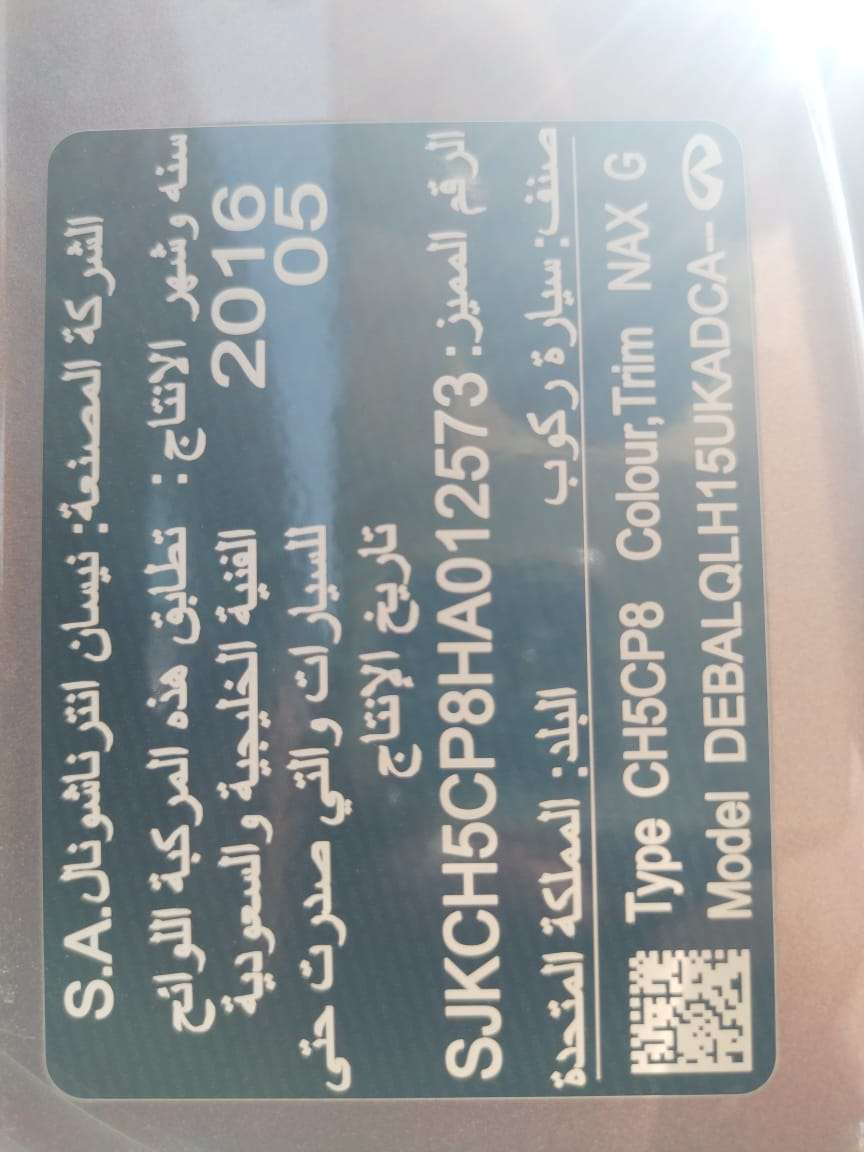 الشركة المصنعة: نيسان انترناشونال.S.A
سنه وشهر الانتاج: تطابق هذه المركبة اللوائح
2016 الفنية الخليجية والسعودية
05 للسيارات والتي صدرت حتى
تاريخ الإنتاج
الرقم المميز: SJKCH5CP8HA012573
صنف: سيارة ركوب البلد: المملكة المتحدة
Type CH5CP8 Colour,Trim NAX G
Model DEBALQLH15UKADCA--